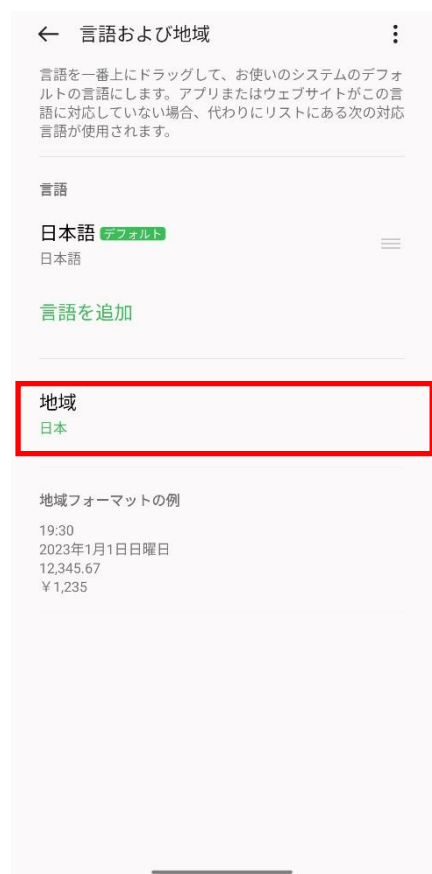 言語および地域
言語を一番上にドラッグして、お使いのシステムのデフォ
ルトの言語にします。アプリまたはウェブサイトがこの言
語に対応していない場合、代わりにリストにある次の対応
言語が使用されます。
言語
日本語 デフォルト
日本語
言語を追加
地域
日本
地域フォーマットの例
19:30
2023年1月1日日曜日
12,345.67
￥1,235